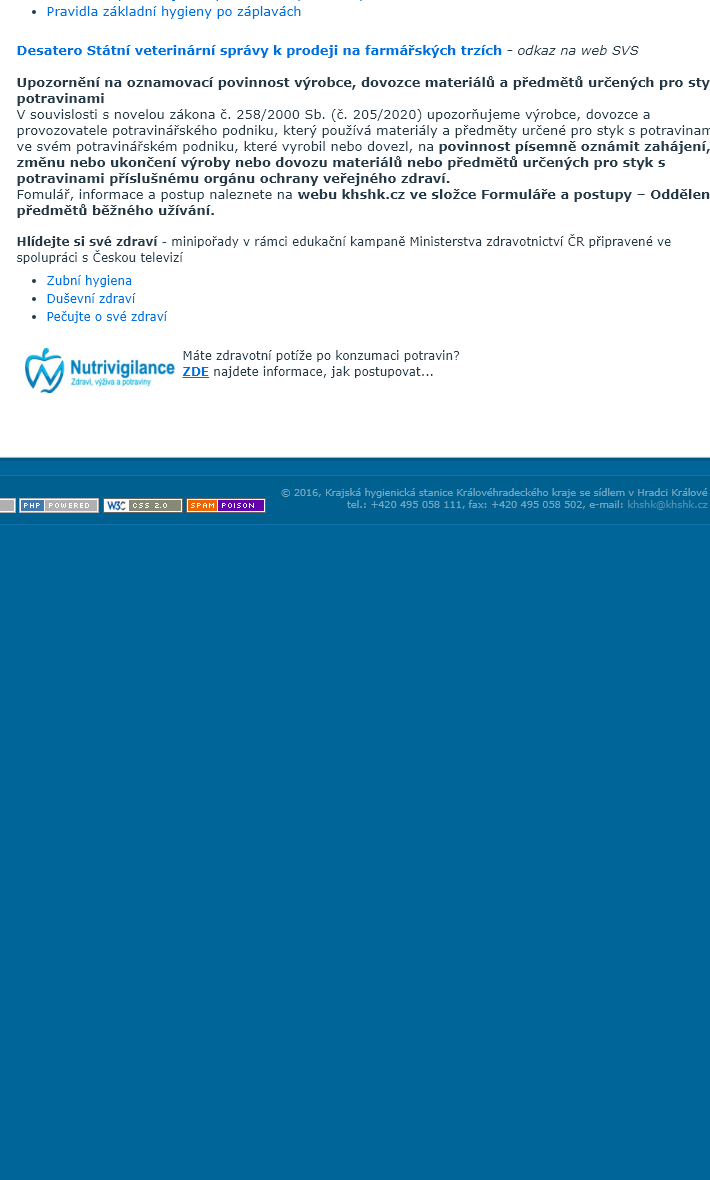 Pravidla základní hygieny po záplavách
Desatero Státní veterinární správy k prodeji na farmářských trzích - odkaz na web SVS
Upozornění na oznamovací povinnost výrobce, dovozce materiálů a předmětů určených pro sty
potravinami
V souvislosti s novelou zákona č. 258/2000 Sb. (č. 205/2020) upozorňujeme výrobce, dovozce a
provozovatele potravinářského podniku, který používá materiály a předměty určené pro styk s potravinam
ve svém potravinářském podniku, které vyrobil nebo dovezl, na povinnost písemně oznámit zahájení,
změnu nebo ukončení výroby nebo dovozu materiálů nebo předmětů určených pro styk s
potravinami příslušnému orgánu ochrany veřejného zdraví.
Fomulář, informace a postup naleznete na webu khshk.cz ve složce Formuláře a postupy – Oddělen
předmětů běžného užívání.
Hlídejte si své zdraví - minipořady v rámci edukační kampaně Ministerstva zdravotnictví ČR připravené ve
spolupráci s Českou televizí
Zubní hygiena
Duševní zdraví
Pečujte o své zdraví
Nutrivigilance
Zdraví, výživa a potraviny
Máte zdravotní potíže po konzumaci potravin?
ZDE najdete informace, jak postupovat...
PHP POWERED W3C CSS 2.0 SPAM POISON
© 2016, Krajská hygienická stanice Královéhradeckého kraje se sídlem v Hradci Králové
tel.: +420 495 058 111, fax: +420 495 058 502, e-mail: khshk@khshk.cz